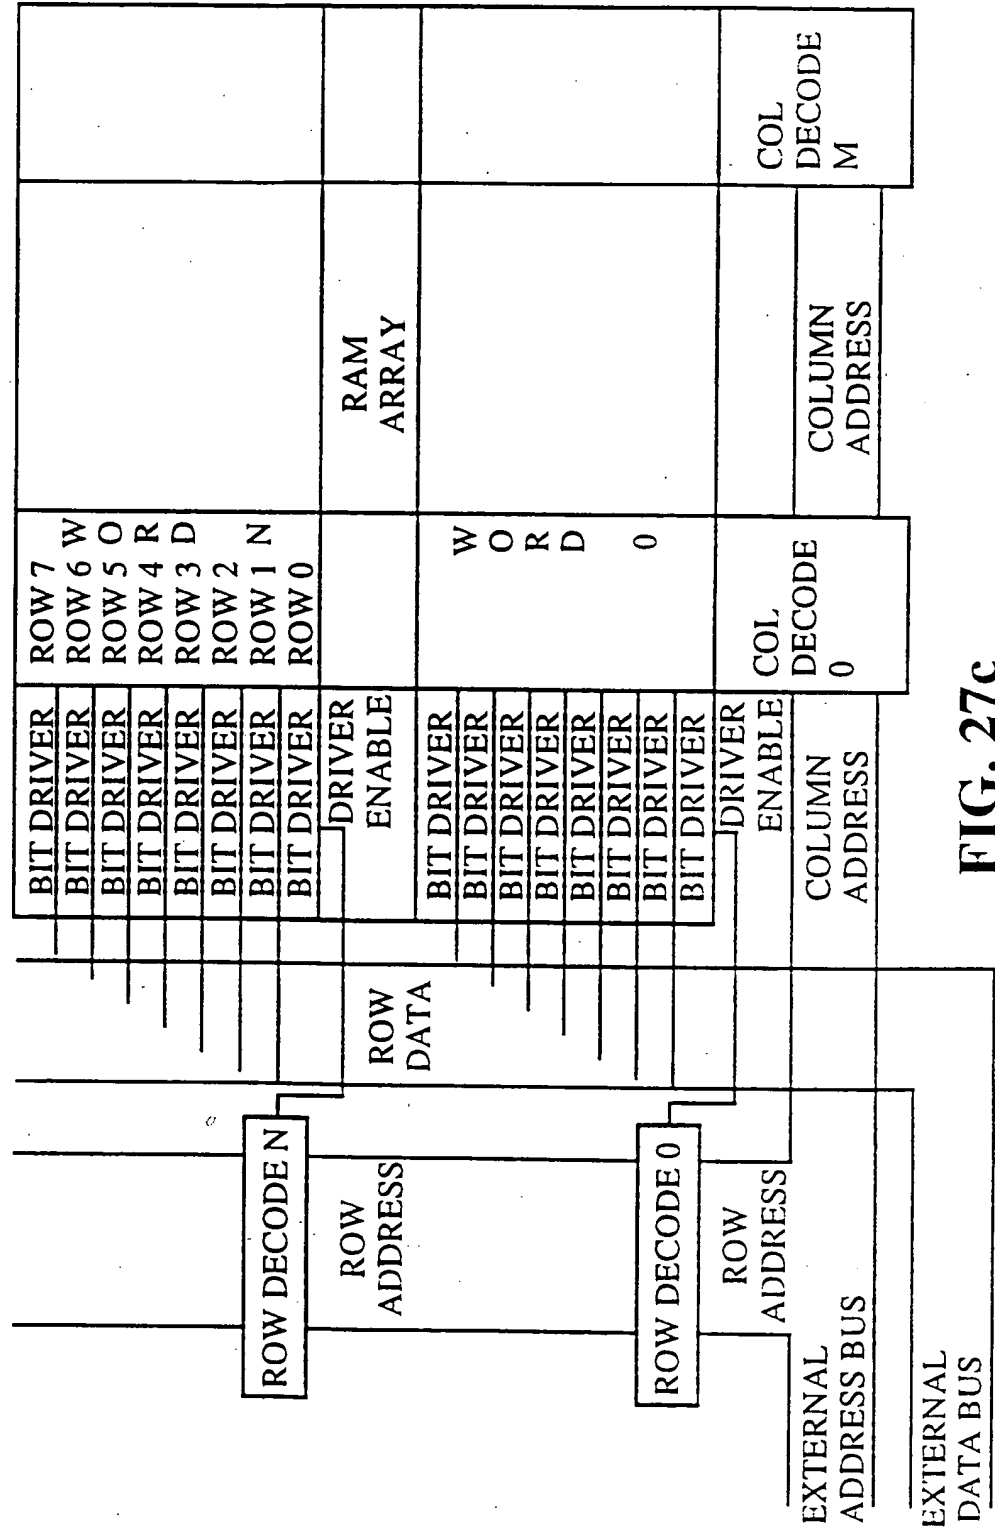 BIT DRIVER
BIT DRIVER
BIT DRIVER
BIT DRIVER
BIT DRIVER
BIT DRIVER
BIT DRIVER
BIT DRIVER
ROW 7
ROW 6
ROW 5
ROW 4
ROW 3
ROW 2
ROW 1
ROW 0
WORD N
DRIVER
ENABLE
RAM
ARRAY
ROW DECODE N
ROW
DATA
ROW
ADDRESS
BIT DRIVER
BIT DRIVER
BIT DRIVER
BIT DRIVER
BIT DRIVER
BIT DRIVER
BIT DRIVER
BIT DRIVER
WORD 0
DRIVER
ENABLE
ROW DECODE 0
ROW
ADDRESS
COL
DECODE
0
COL
DECODE
M
EXTERNAL
ADDRESS BUS
COLUMN
ADDRESS
COLUMN
ADDRESS
EXTERNAL
DATA BUS
FIG. 27c